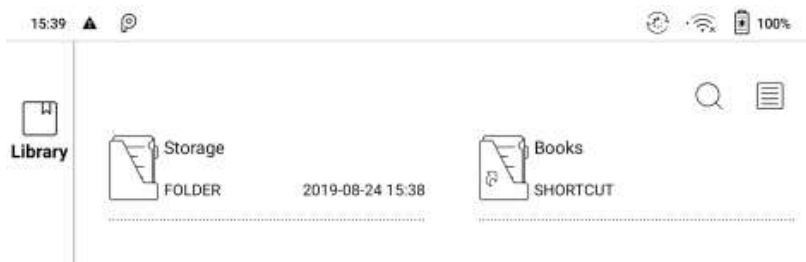 15:39 100%
Library
Storage
FOLDER 2019-08-24 15:38
Books
SHORTCUT